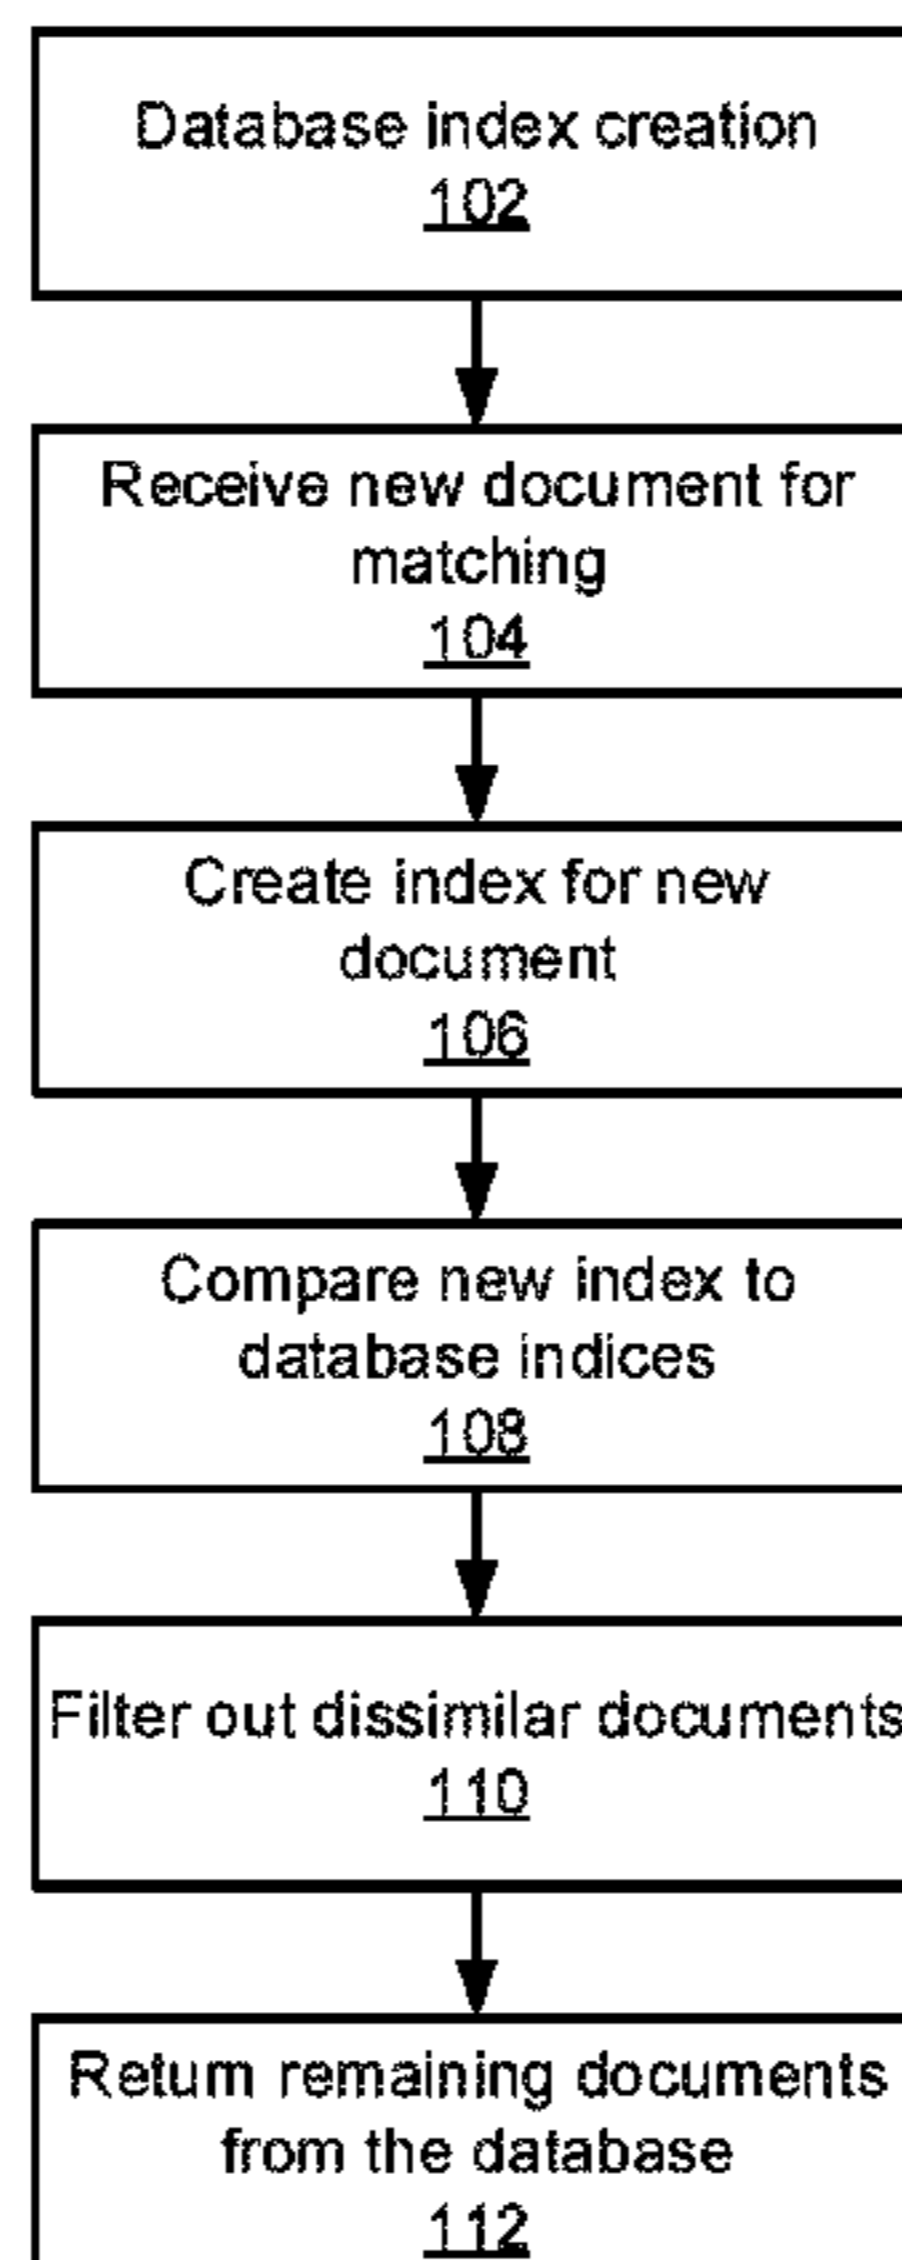 Database index creation
102
Receive new document for
matching
104
Create index for new
document
106
Compare new index to
database indices
108
Filter out dissimilar documents
110
Return remaining documents
from the database
112